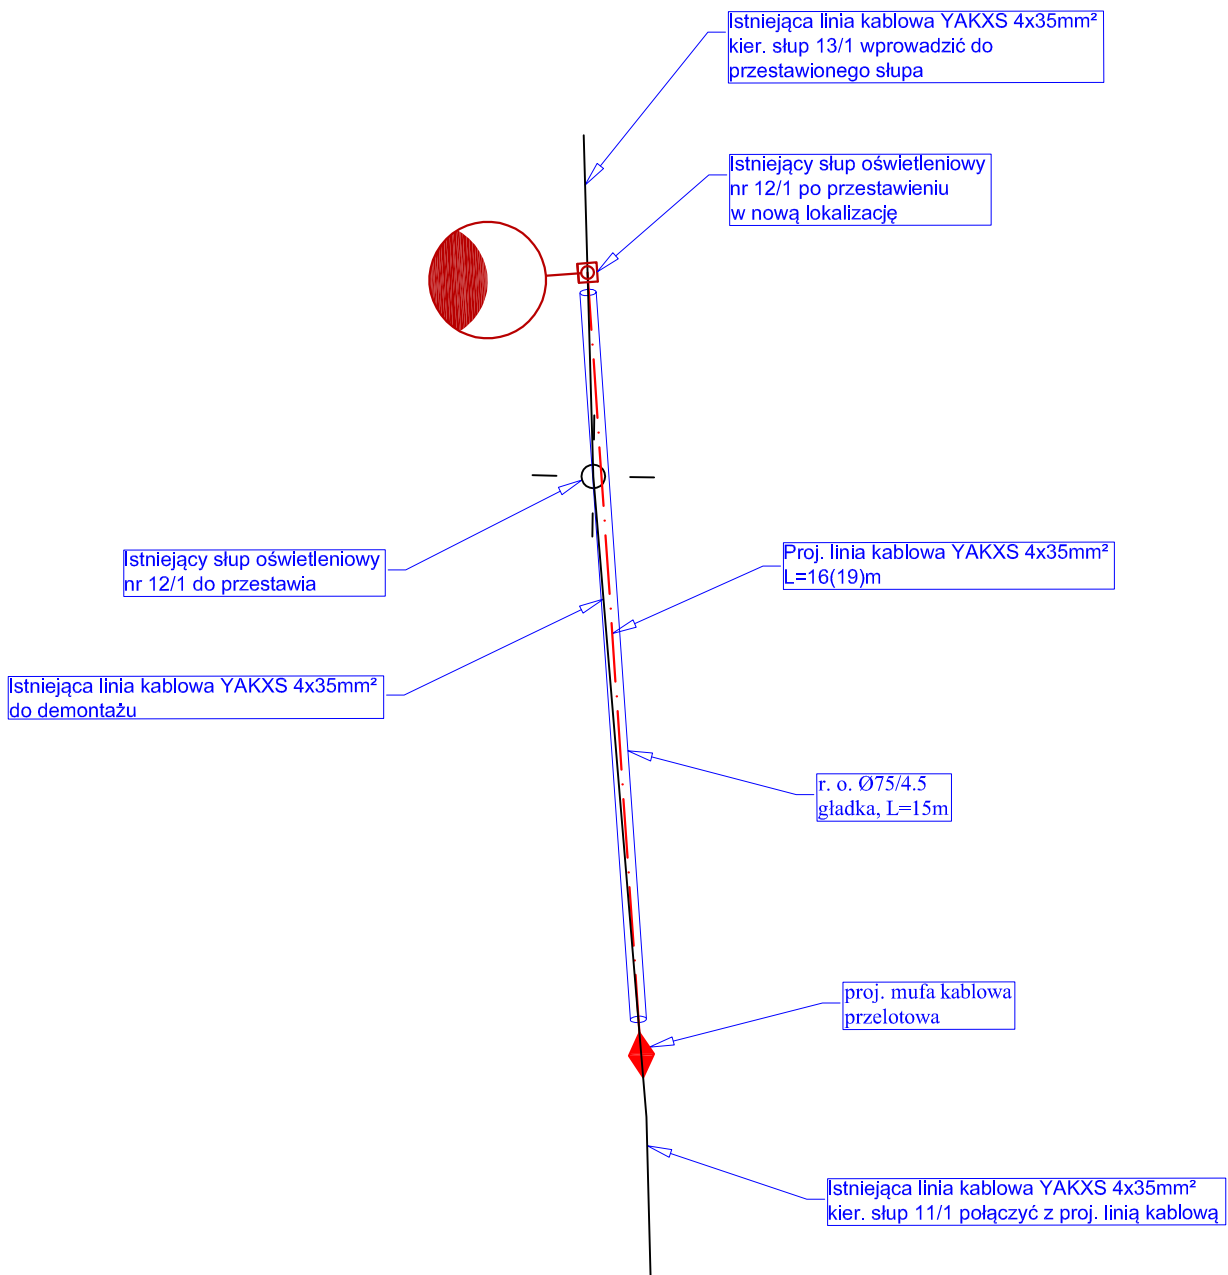 Istniejąca linia kablowa YAKXS 4x35mm²
kier. słup 13/1 wprowadzić do
przestawionego słupa
Istniejący słup oświetleniowy
nr 12/1 po przestawieniu
w nową lokalizację
Istniejący słup oświetleniowy
nr 12/1 do przestawia
Proj. linia kablowa YAKXS 4x35mm²
L=16(19)m
Istniejąca linia kablowa YAKXS 4x35mm²
do demontażu
r. o. Ø75/4.5
gładka, L=15m
proj. mufa kablowa
przelotowa
Istniejąca linia kablowa YAKXS 4x35mm²
kier. słup 11/1 połączyć z proj. linią kablową